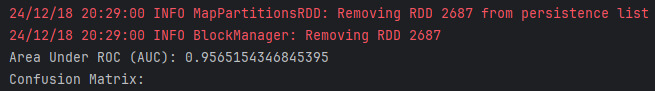 24/12/18 20:29:00 INFO MapPartitionsRDD: Removing RDD 2687 from persistence list
24/12/18 20:29:00 INFO BlockManager: Removing RDD 2687
Area Under ROC (AUC): 0.9565154346845395
Confusion Matrix: